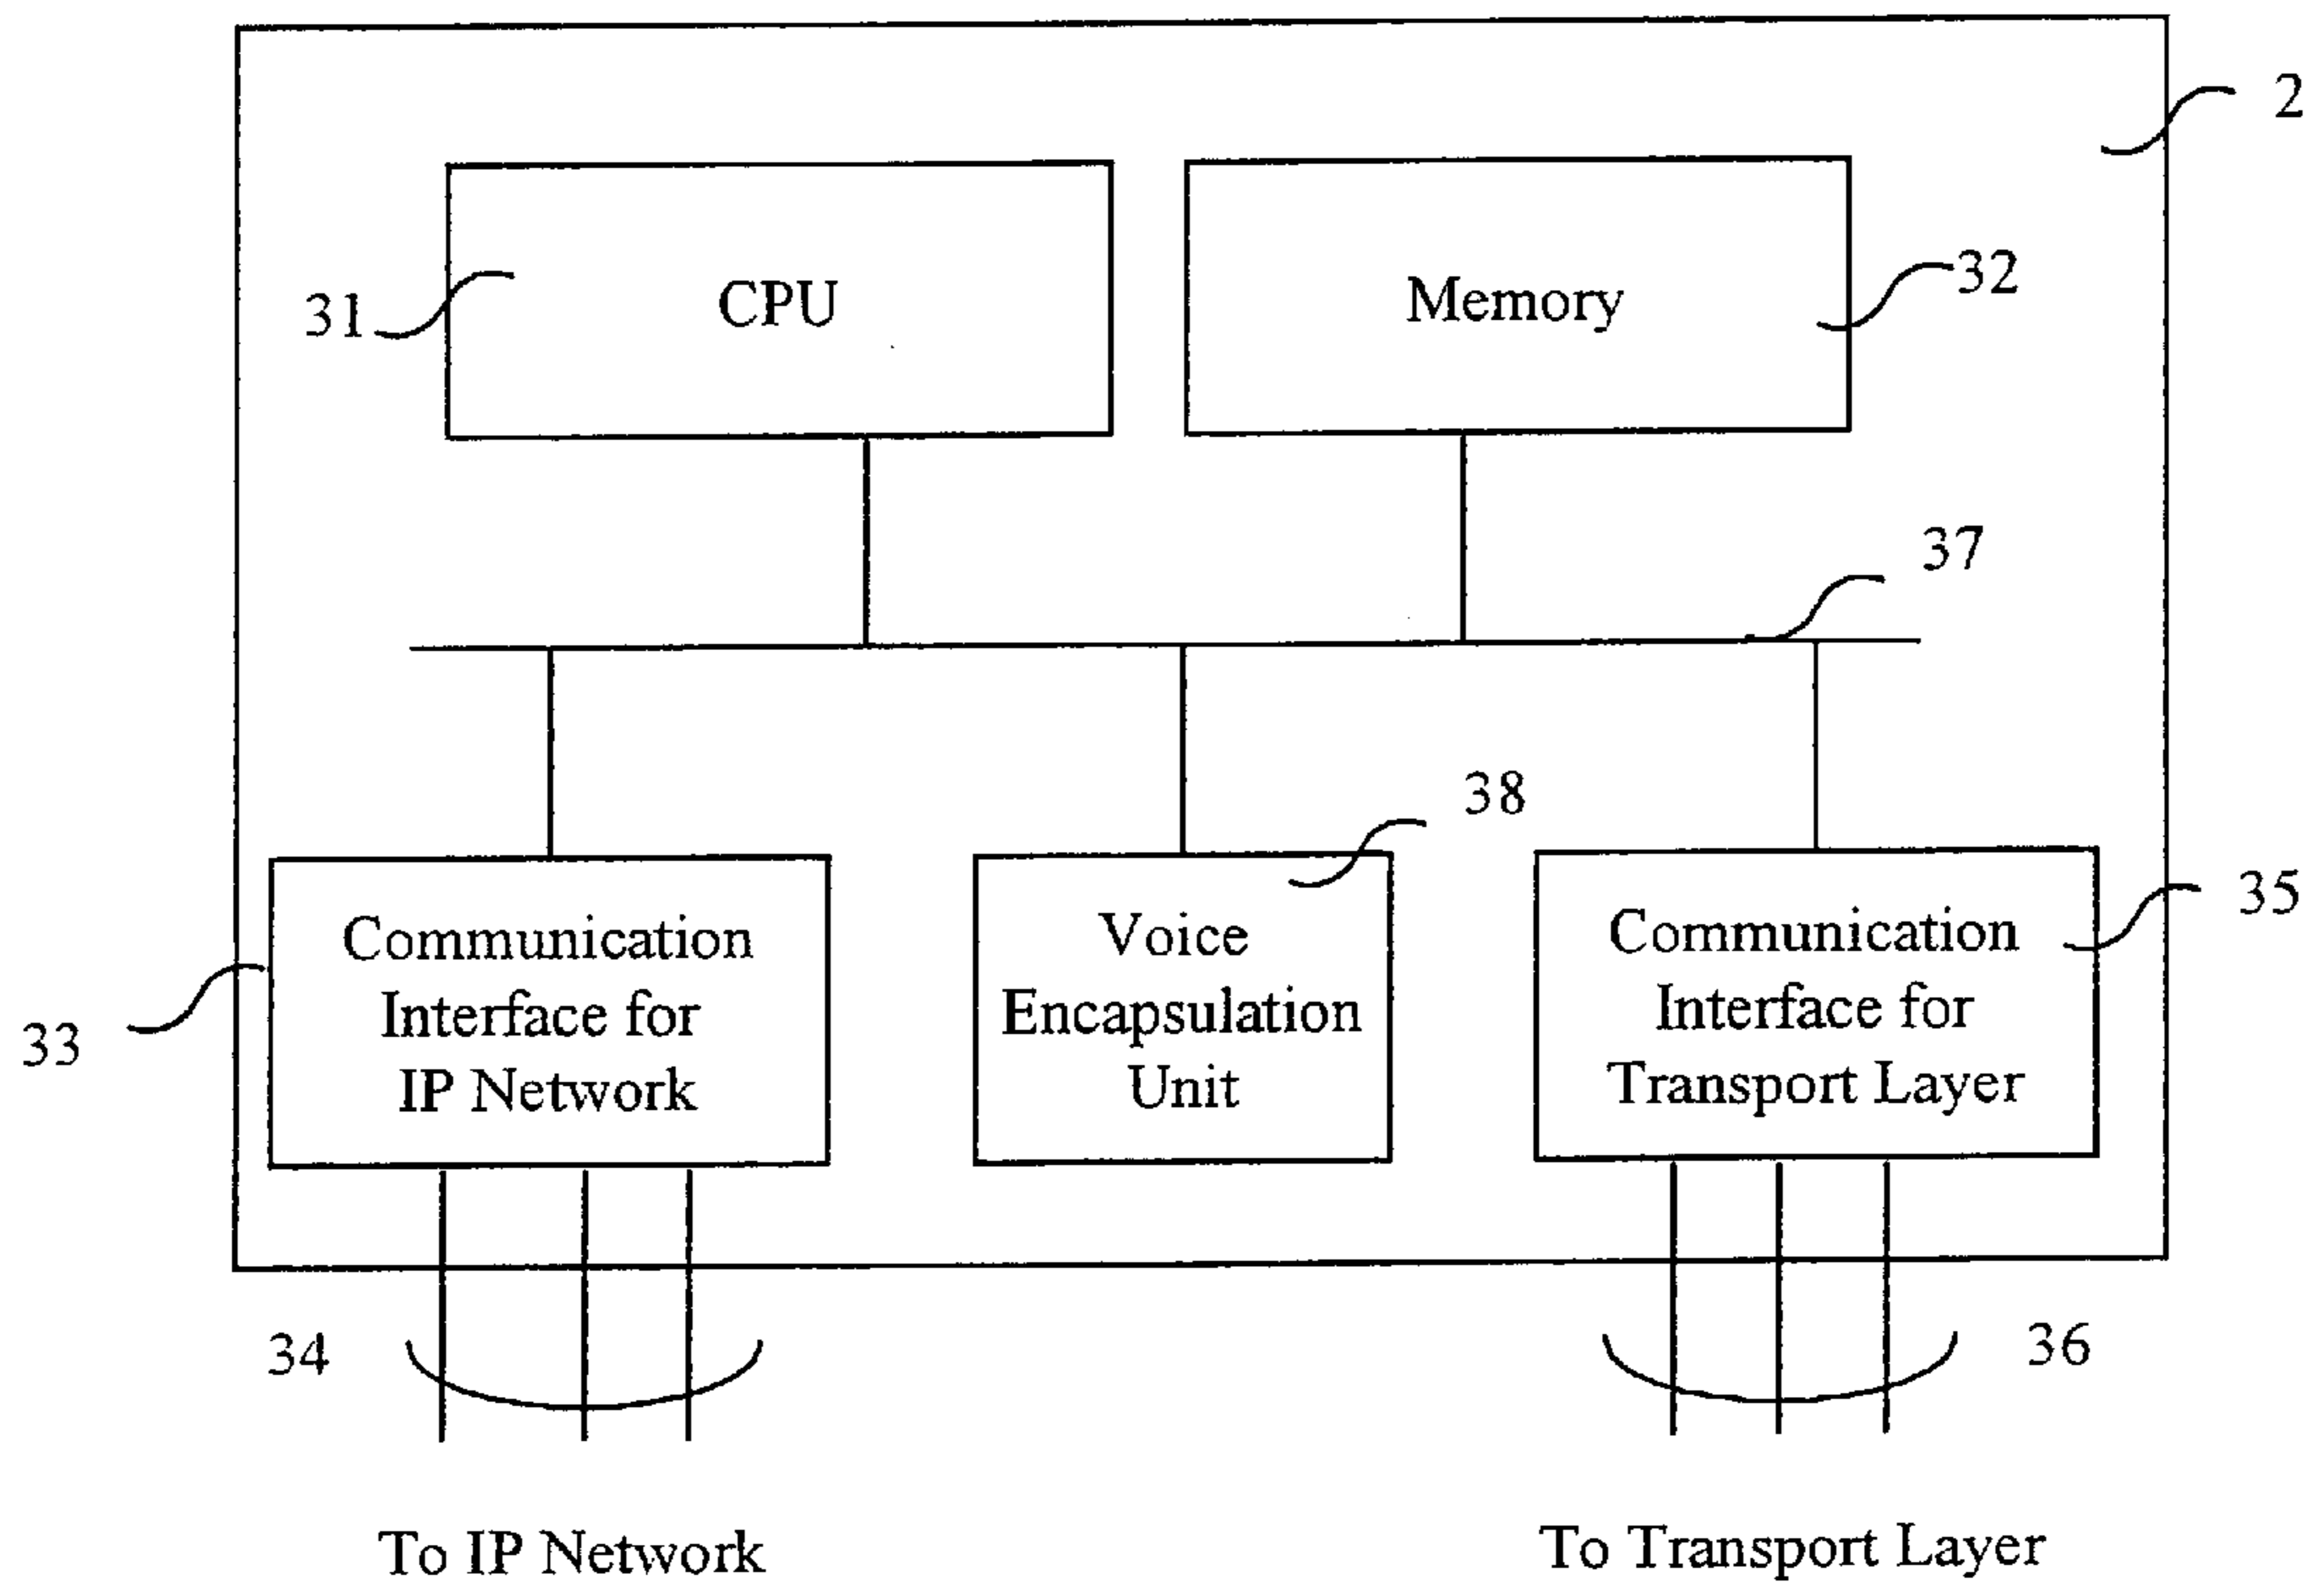 2
31
CPU
Memory
32
37
38
33
Communication
Interface for
IP Network
Voice
Encapsulation
Unit
Communication
Interface for
Transport Layer
35
34
36
To IP Network
To Transport Layer